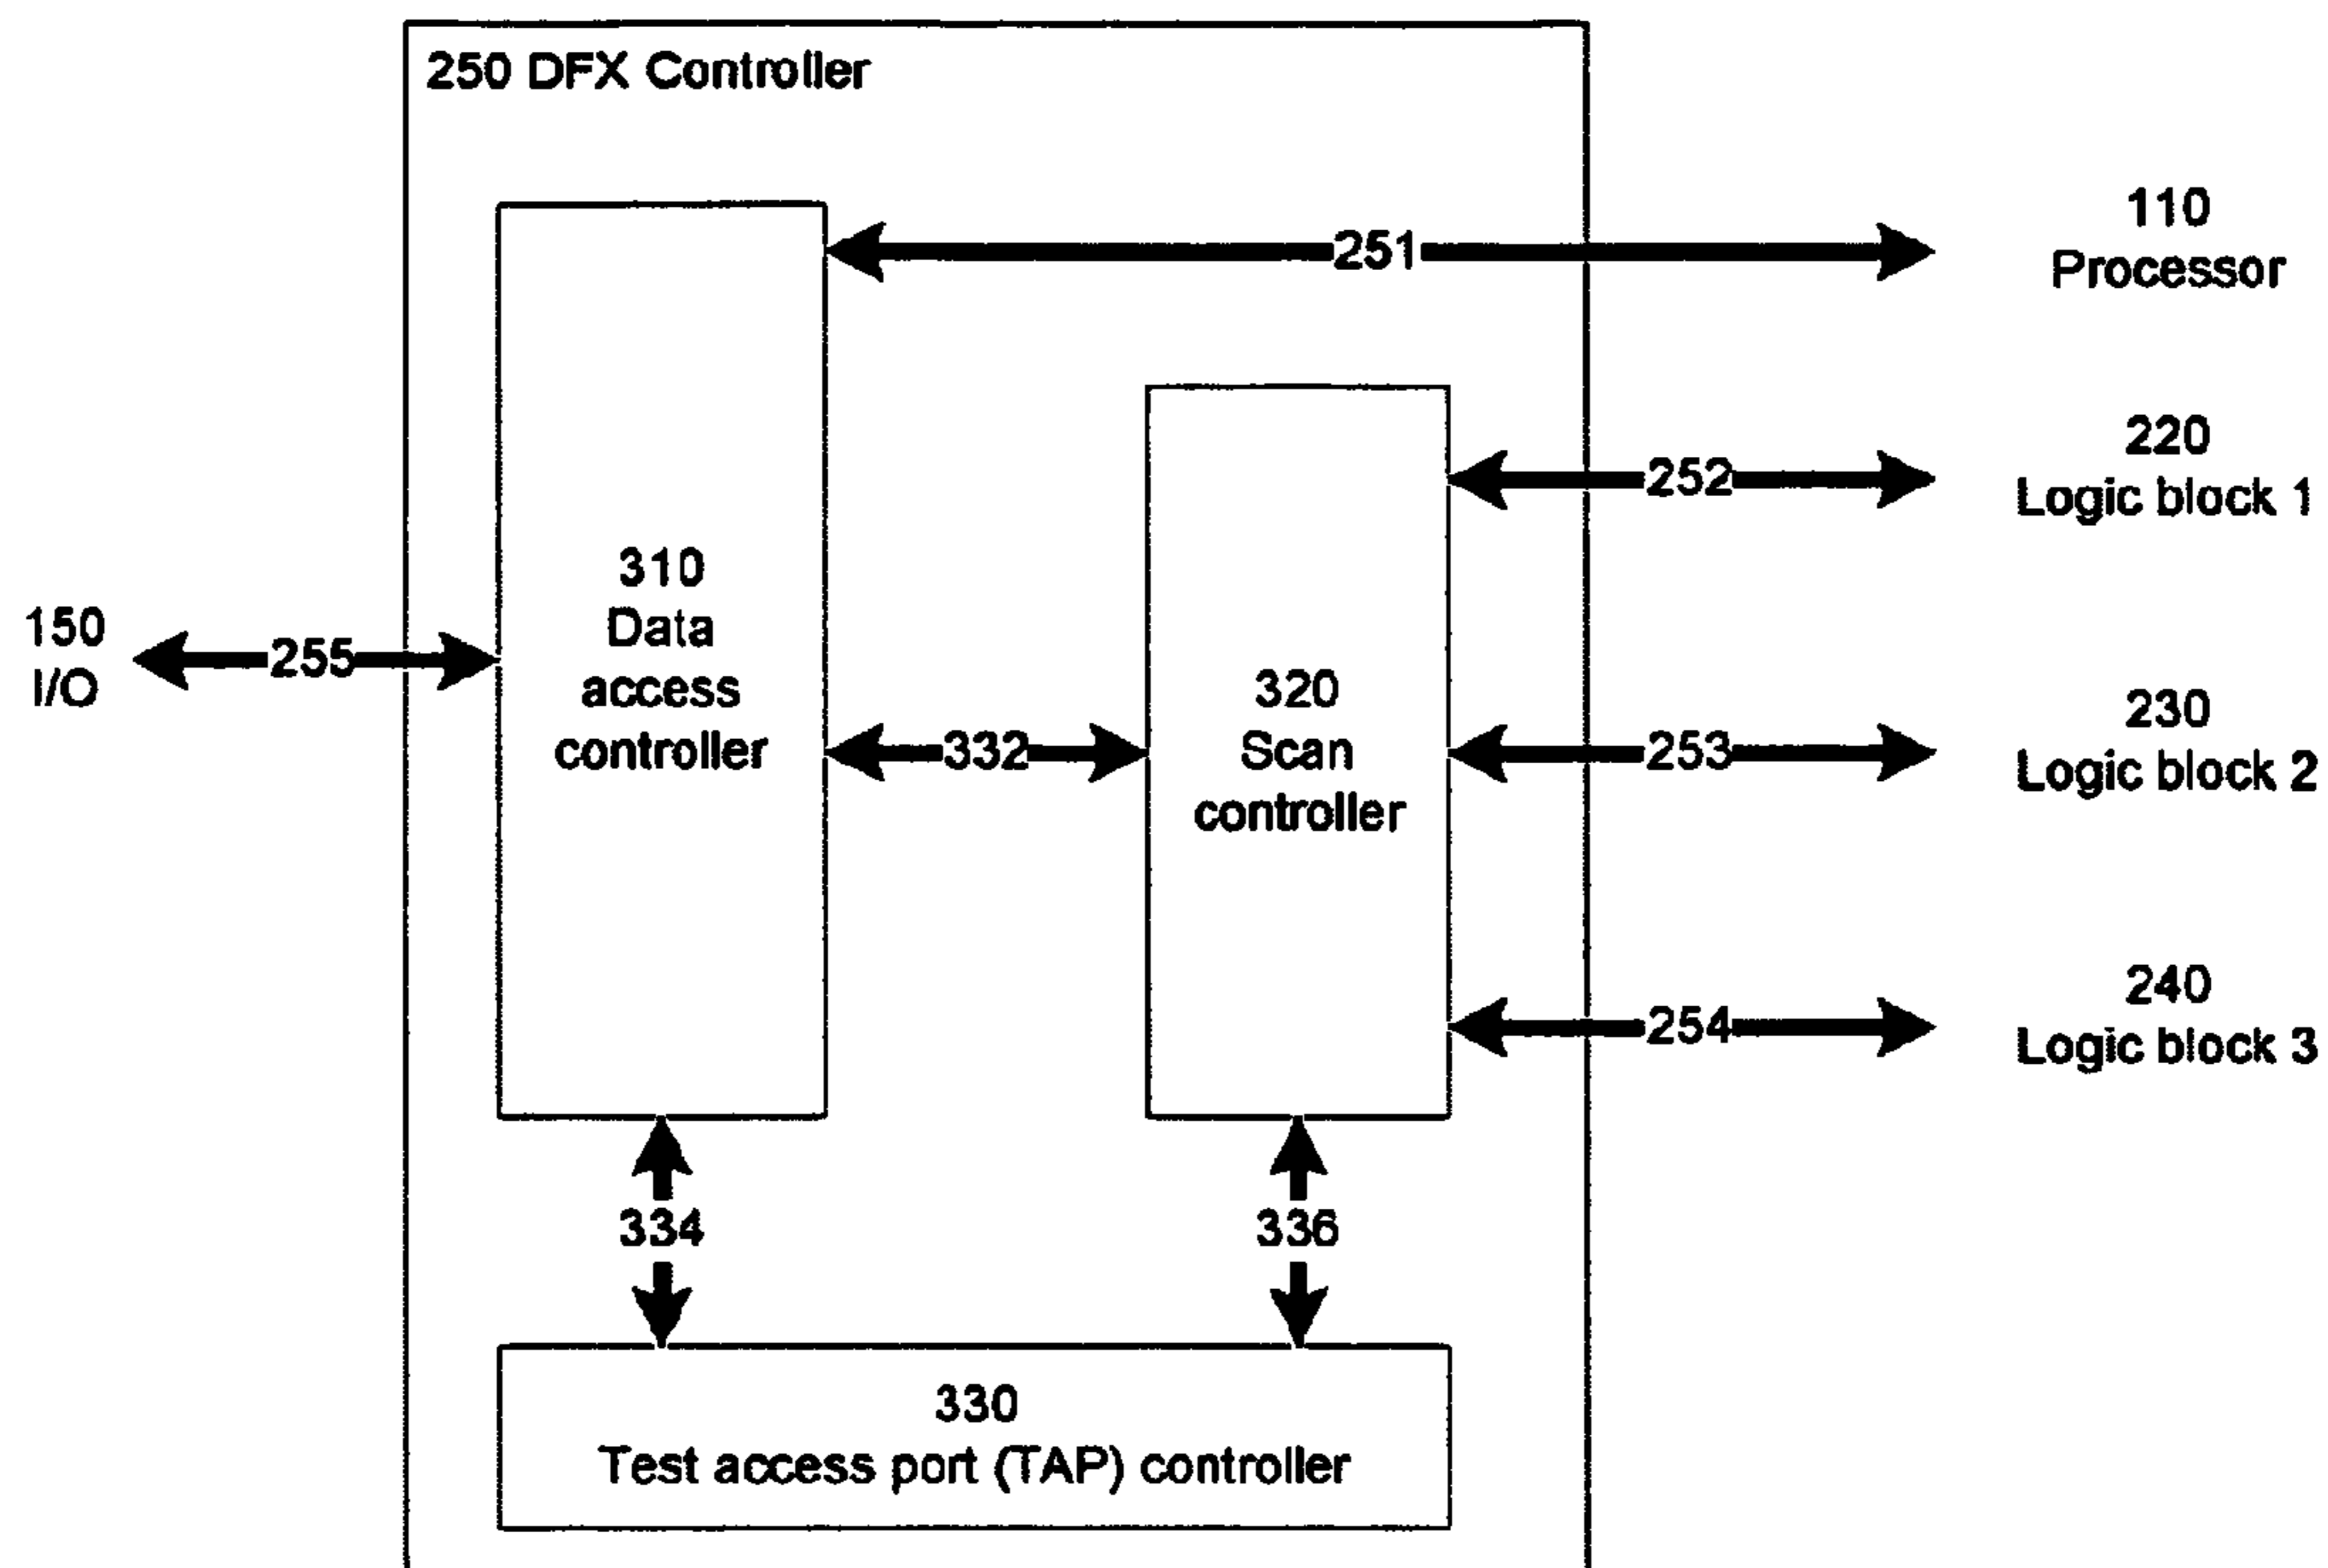 250 DFX Controller
110
Processor
251
220
Logic block 1
252
310
Data
access
controller
150
I/O
255
320
Scan
controller
332
230
Logic block 2
253
240
Logic block 3
254
334
336
330
Test access port (TAP) controller